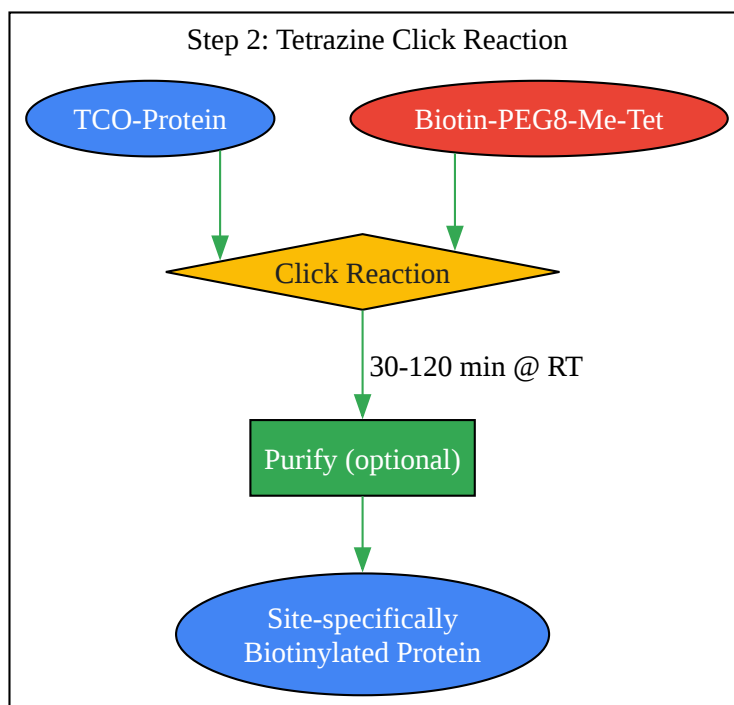 Step 2: Tetrazine Click Reaction
TCO-Protein
Biotin-PEG8-Me-Tet
Click Reaction
30-120 min @ RT
Purify (optional)
Site-specifically
Biotinylated Protein